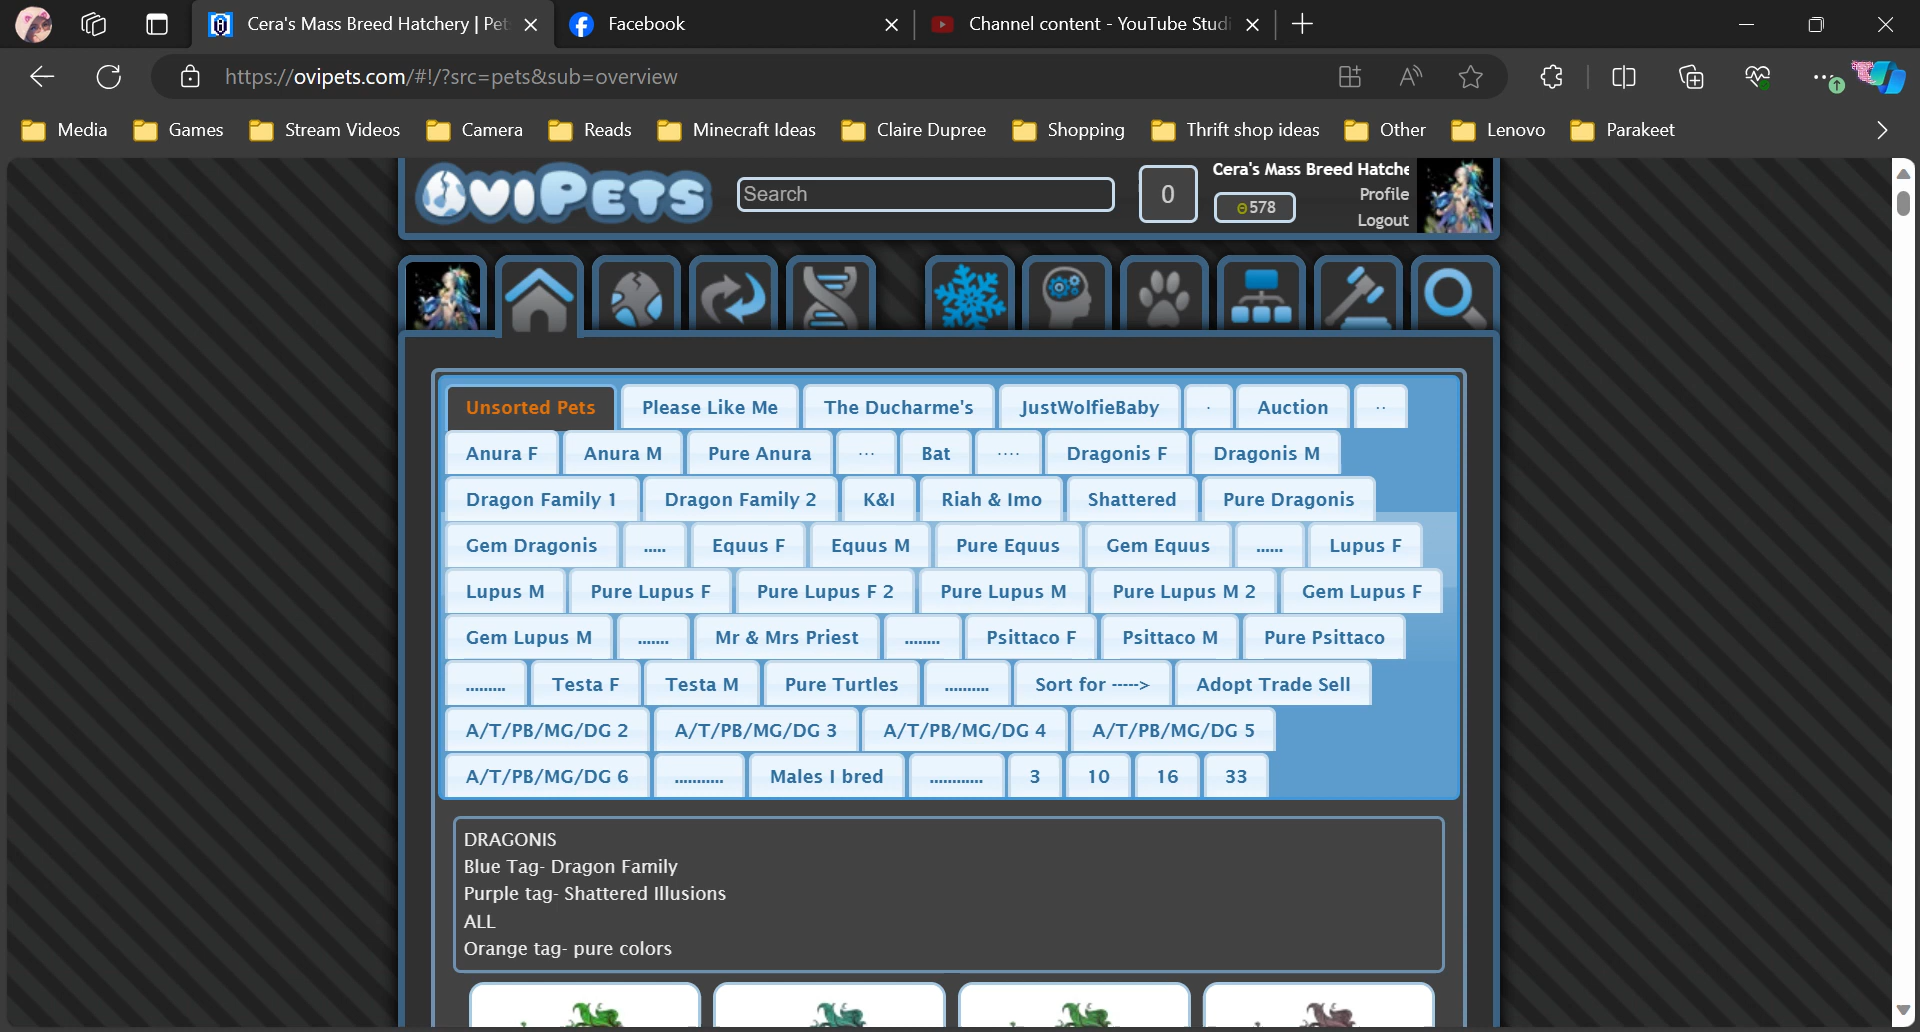 Cera's Mass Breed Hatchery | Pet
Facebook
Channel content - YouTube Studi
https://ovipets.com/#!/?src=pets&sub=overview
Media
Games
Stream Videos
Camera
Reads
Minecraft Ideas
Claire Dupree
Shopping
Thrift shop ideas
Other
Lenovo
Parakeet
OviPets
Search
0
Cera's Mass Breed Hatche
578
Profile
Logout
Unsorted Pets
Please Like Me
The Ducharme's
JustWolfieBaby
.
Auction
..
Anura F
Anura M
Pure Anura
...
Bat
....
Dragonis F
Dragonis M
Dragon Family 1
Dragon Family 2
K&I
Riah & Imo
Shattered
Pure Dragonis
Gem Dragonis
.....
Equus F
Equus M
Pure Equus
Gem Equus
......
Lupus F
Lupus M
Pure Lupus F
Pure Lupus F 2
Pure Lupus M
Pure Lupus M 2
Gem Lupus F
Gem Lupus M
.......
Mr & Mrs Priest
........
Psittaco F
Psittaco M
Pure Psittaco
.........
Testa F
Testa M
Pure Turtles
..........
Sort for ----->
Adopt Trade Sell
A/T/PB/MG/DG 2
A/T/PB/MG/DG 3
A/T/PB/MG/DG 4
A/T/PB/MG/DG 5
A/T/PB/MG/DG 6
...........
Males I bred
............
3
10
16
33
DRAGONIS
Blue Tag- Dragon Family
Purple tag- Shattered Illusions
ALL
Orange tag- pure colors